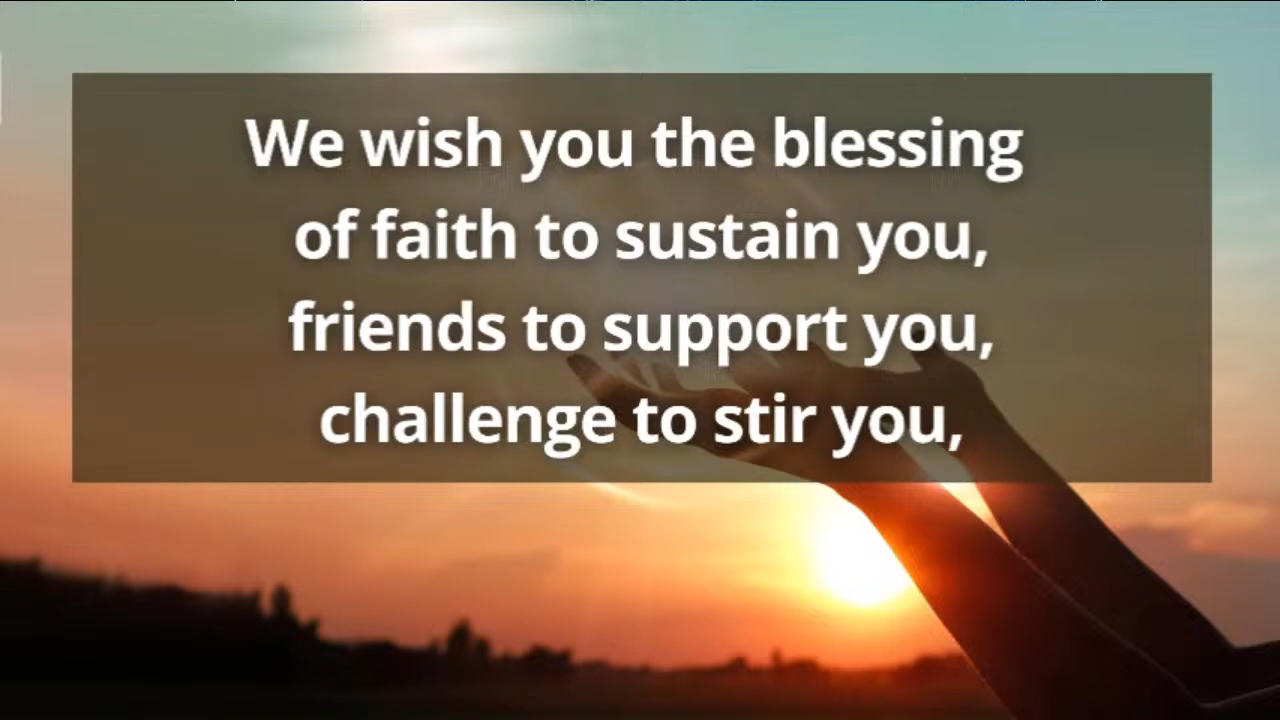 We wish you the blessing
of faith to sustain you,
friends to support you,
challenge to stir you,